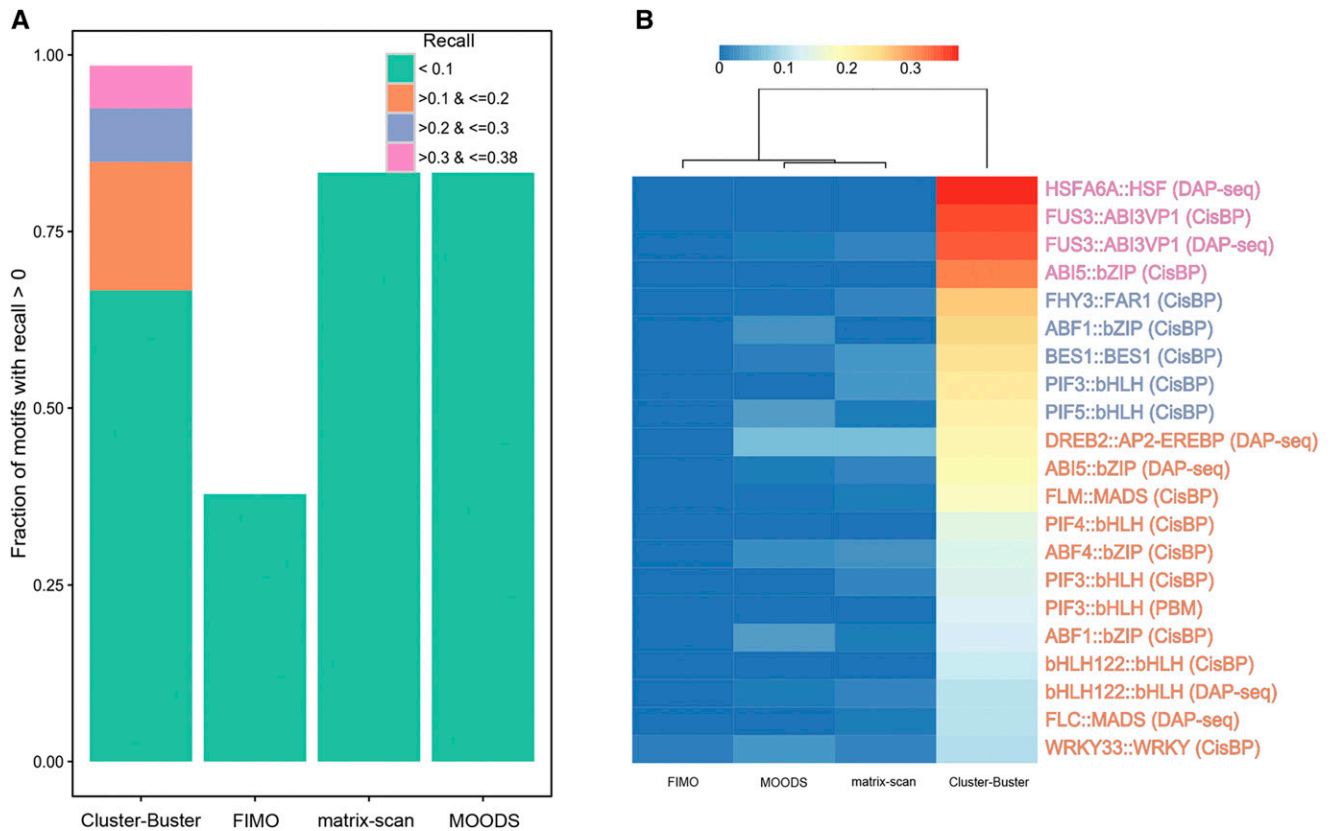 A
Recall
< 0.1
>0.1 & <=0.2
>0.2 & <=0.3
>0.3 & <=0.38
Fraction of motifs with recall > 0
1.00
0.75
0.50
0.25
0.00
Cluster-Buster FIMO matrix-scan MOODS
B
0 0.1 0.2 0.3
HSFA6A::HSF (DAP-seq)
FUS3::ABI3VP1 (CisBP)
FUS3::ABI3VP1 (DAP-seq)
ABI5::bZIP (CisBP)
FHY3::FAR1 (CisBP)
ABF1::bZIP (CisBP)
BES1::BES1 (CisBP)
PIF3::bHLH (CisBP)
PIF5::bHLH (CisBP)
DREB2::AP2-EREBP (DAP-seq)
ABI5::bZIP (DAP-seq)
FLM::MADS (CisBP)
PIF4::bHLH (CisBP)
ABF4::bZIP (CisBP)
PIF3::bHLH (CisBP)
PIF3::bHLH (PBM)
ABF1::bZIP (CisBP)
bHLH122::bHLH (CisBP)
bHLH122::bHLH (DAP-seq)
FLC::MADS (DAP-seq)
WRKY33::WRKY (CisBP)
FIMO MOODS matrix-scan Cluster-Buster